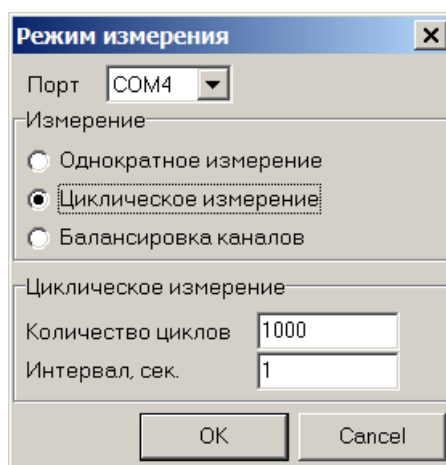 Режим измерения
Порт COM4
Измерение
Однократное измерение
Циклическое измерение
Балансировка каналов
Циклическое измерение
Количество циклов 1000
Интервал, сек. 1
OK Cancel